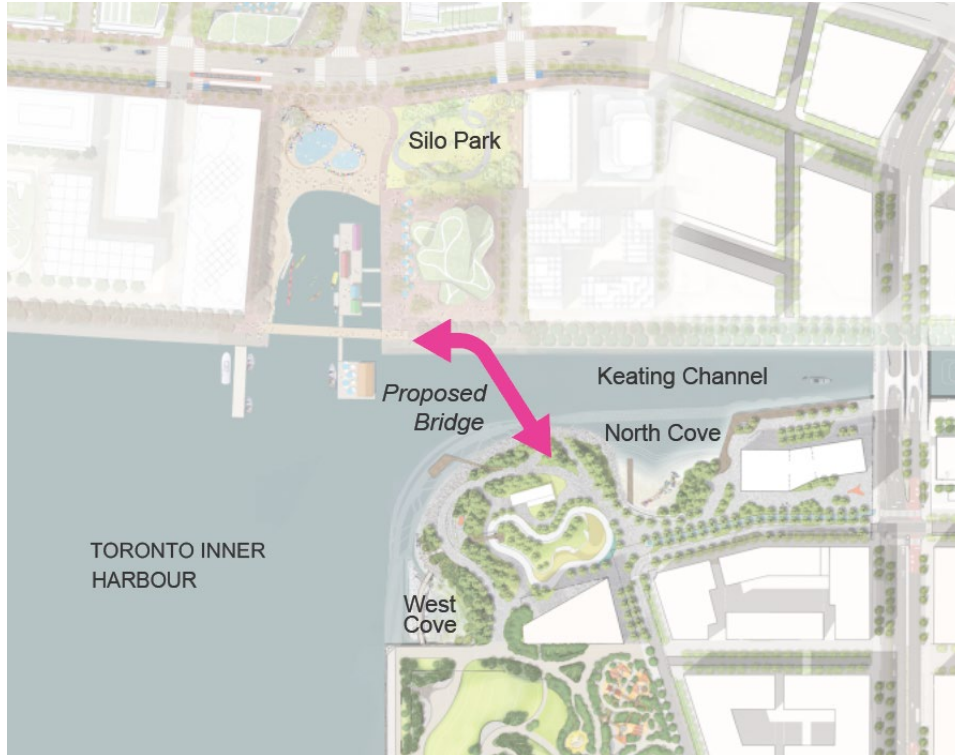 Silo Park
Keating Channel
Proposed
Bridge
North Cove
TORONTO INNER
HARBOUR
West
Cove